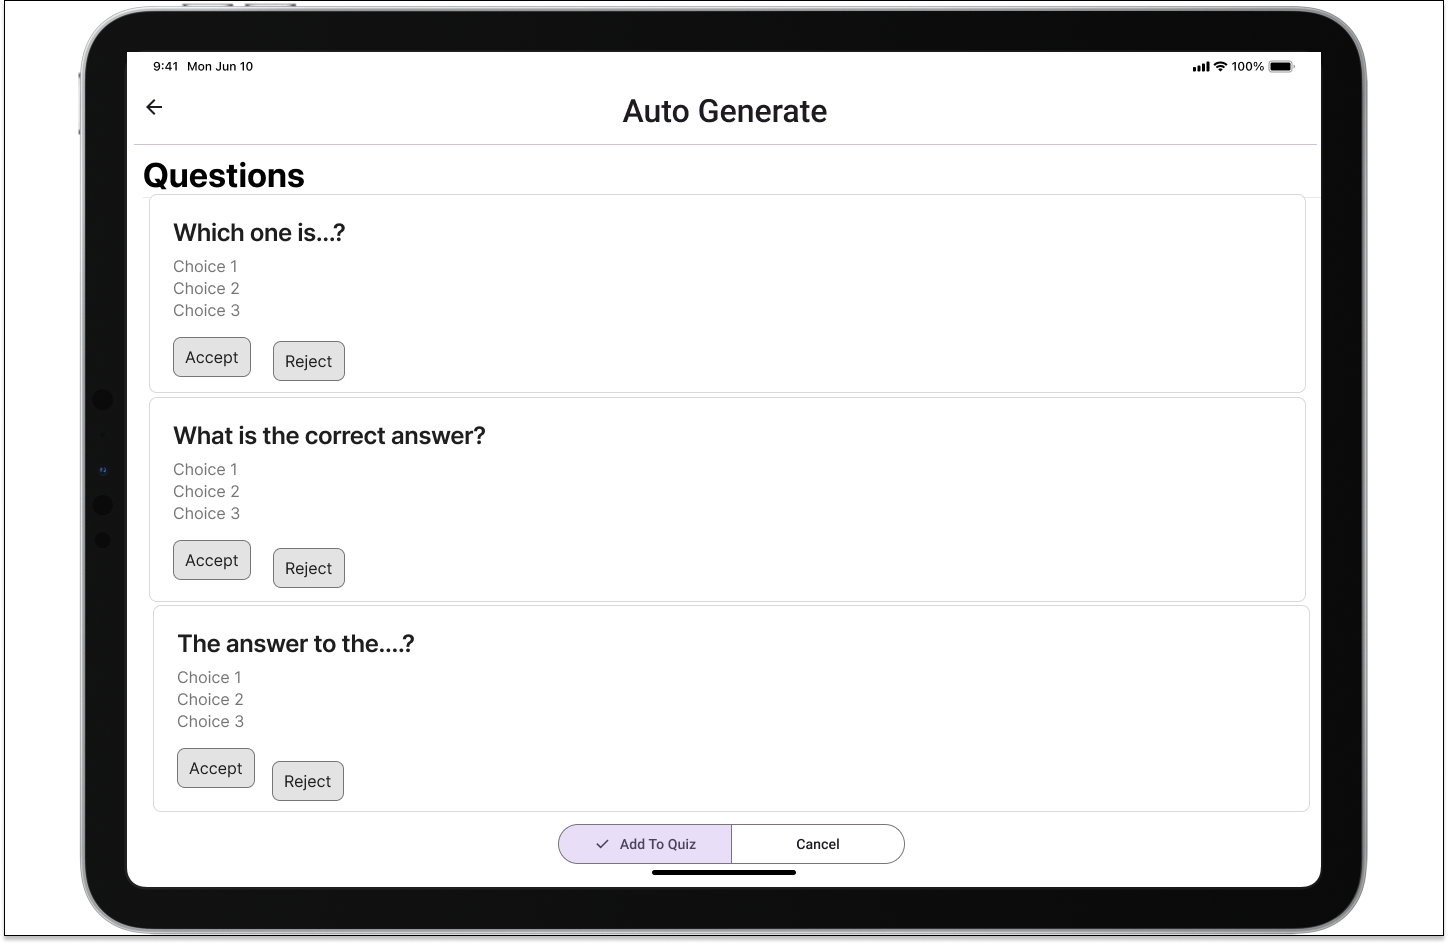 9:41 Mon Jun 10
100%
Auto Generate
Questions
Which one is...?
Choice 1
Choice 2
Choice 3
Accept Reject
What is the correct answer?
Choice 1
Choice 2
Choice 3
Accept Reject
The answer to the....?
Choice 1
Choice 2
Choice 3
Accept Reject
Add To Quiz Cancel